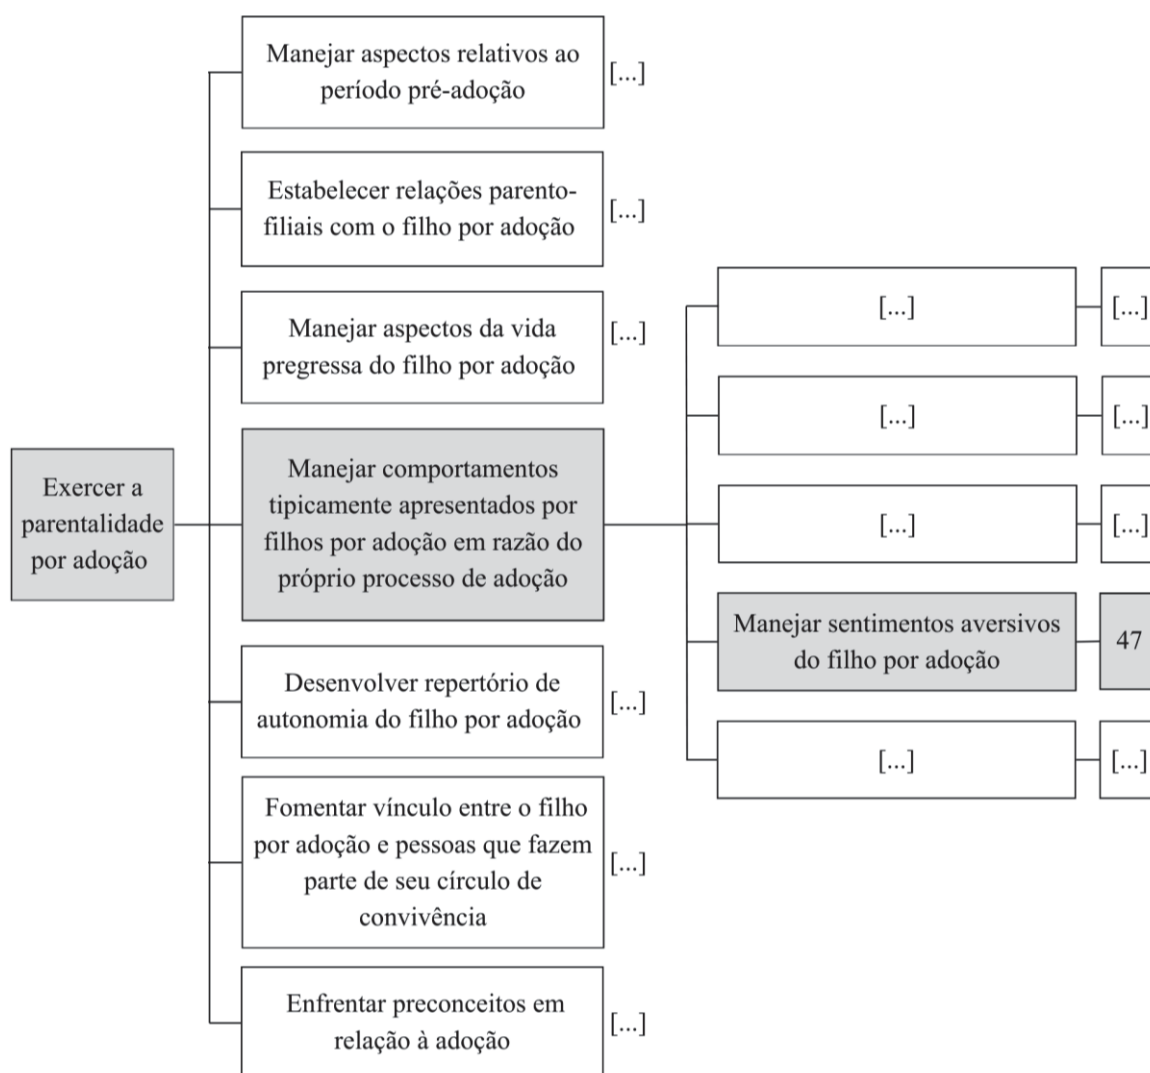 Manejar aspectos relativos ao
período pré-adoção
[...]
Estabelecer relações parento-
filiais com o filho por adoção
[...]
Manejar aspectos da vida
pregressa do filho por adoção
[...]
Exercer a
parentalidade
por adoção
Manejar comportamentos
tipicamente apresentados por
filhos por adoção em razão do
próprio processo de adoção
Desenvolver repertório de
autonomia do filho por adoção
[...]
Fomentar vínculo entre o filho
por adoção e pessoas que fazem
parte de seu círculo de
convivência
[...]
Enfrentar preconceitos em
relação à adoção
[...]
[...]
[...]
[...]
[...]
[...]
[...]
Manejar sentimentos aversivos
do filho por adoção
47
[...]
[...]